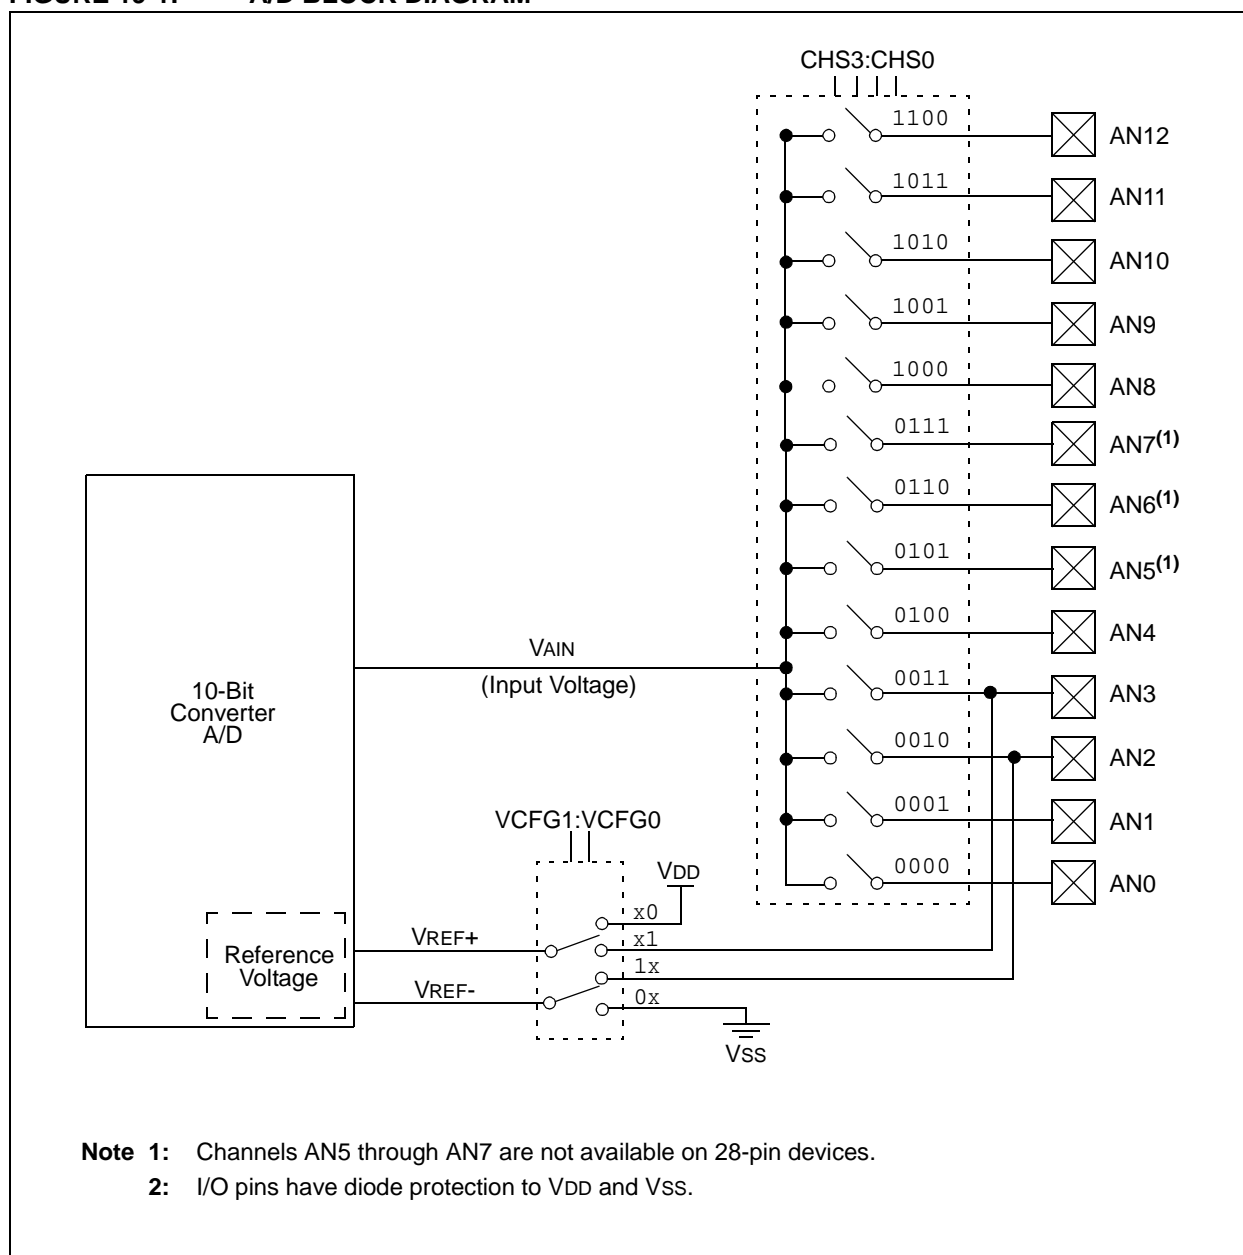 CHS3:CHS0
1100
AN12
1011
AN11
1010
AN10
1001
AN9
1000
AN8
0111
AN7(1)
0110
AN6(1)
0101
AN5(1)
0100
AN4
VAIN
(Input Voltage)
0011
AN3
10-Bit
Converter
A/D
0010
AN2
0001
AN1
VCFG1:VCFG0
0000
AN0
VDD
x0
VREF+
x1
Reference
Voltage
1x
VREF-
0x
VSS
Note 1: Channels AN5 through AN7 are not available on 28-pin devices.
2: I/O pins have diode protection to VDD and VSS.